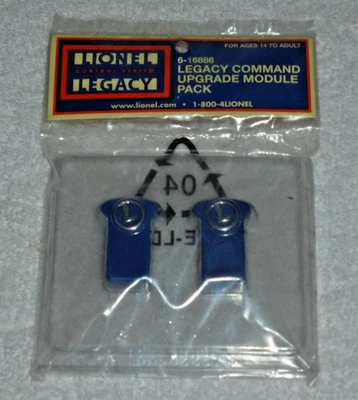 FOR AGES 14 TO ADULT
LIONEL
CONTROL SYSTEM
LEGACY
6-16886
LEGACY COMMAND
UPGRADE MODULE
PACK
www.lionel.com • 1-800-4LIONEL
04
L L